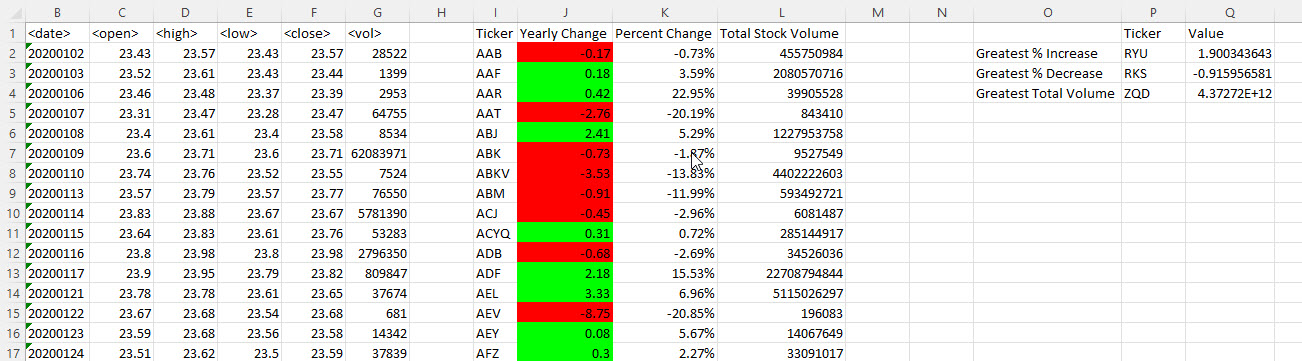 B C D E F G H I J K L M N O P Q
1 <date> <open> <high> <low> <close> <vol> Ticker Yearly Change Percent Change Total Stock Volume Ticker Value
2 20200102 23.43 23.57 23.43 23.57 28522 AAB -0.17 -0.73% 455750984 Greatest % Increase RYU 1.900343643
3 20200103 23.52 23.61 23.43 23.44 1399 AAF 0.18 3.59% 2080570716 Greatest % Decrease RKS -0.915956581
4 20200106 23.46 23.48 23.37 23.39 2953 AAR 0.42 22.95% 39905528 Greatest Total Volume ZQD 4.37272E+12
5 20200107 23.31 23.47 23.28 23.47 64755 AAT -2.76 -20.19% 843410
6 20200108 23.4 23.61 23.4 23.58 8534 ABJ 2.41 5.29% 1227953758
7 20200109 23.6 23.71 23.6 23.71 62083971 ABK -0.73 9527549
8 20200110 23.74 23.76 23.52 23.55 7524 ABKV -3.53 -13.83% 4402222603
9 20200113 23.57 23.79 23.57 23.77 76550 ABM -0.91 -11.99% 593492721
10 20200114 23.83 23.88 23.67 23.67 5781390 ACJ -0.45 -2.96% 6081487
11 20200115 23.64 23.83 23.61 23.76 53283 ACYQ 0.31 0.72% 285144917
12 20200116 23.8 23.98 23.8 23.98 2796350 ADB -0.68 -2.69% 34526036
13 20200117 23.9 23.95 23.79 23.82 809847 ADF 2.18 15.53% 22708794844
14 20200121 23.78 23.78 23.61 23.65 37674 AEL 3.33 6.96% 5115026297
15 20200122 23.67 23.68 23.54 23.68 681 AEV -8.75 -20.85% 196083
16 20200123 23.59 23.68 23.56 23.58 14342 AEY 0.08 5.67% 14067649
17 20200124 23.51 23.62 23.5 23.59 37839 AFZ 0.3 2.27% 33091017